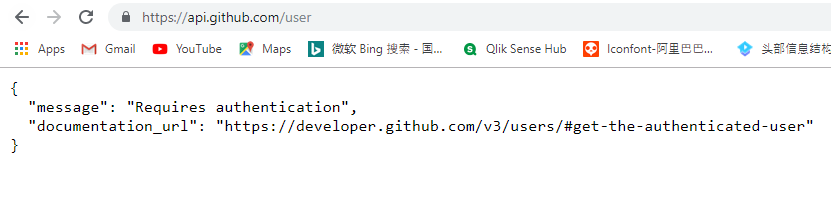 https://api.github.com/user
Apps Gmail YouTube Maps 微软 Bing 搜索 - 国... Qlik Sense Hub Iconfont-阿里巴巴... 头部信息结构
{
"message": "Requires authentication",
"documentation_url": "https://developer.github.com/v3/users/#get-the-authenticated-user"
}